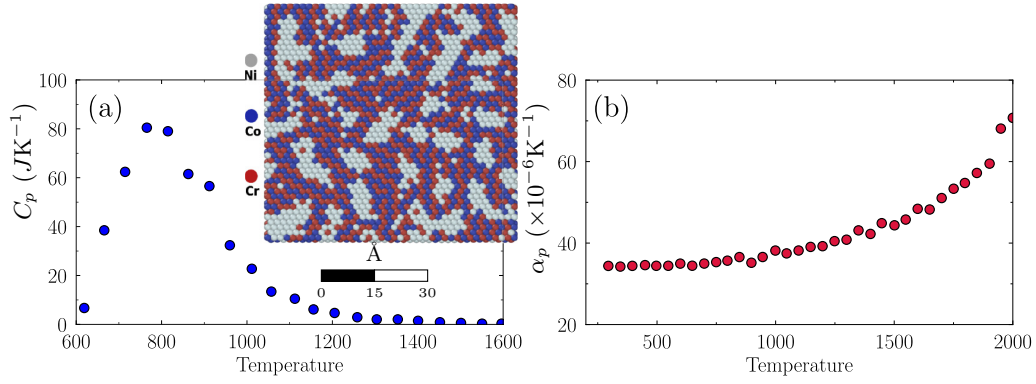 Ni
Co
Cr
(a)
100
80
60
40
20
0
C_p (JK⁻¹)
600 800 1000 1200 1400 1600
Temperature
Å
0 15 30
(b)
80
60
40
20
α_p (×10⁻⁶K⁻¹)
500 1000 1500 2000
Temperature